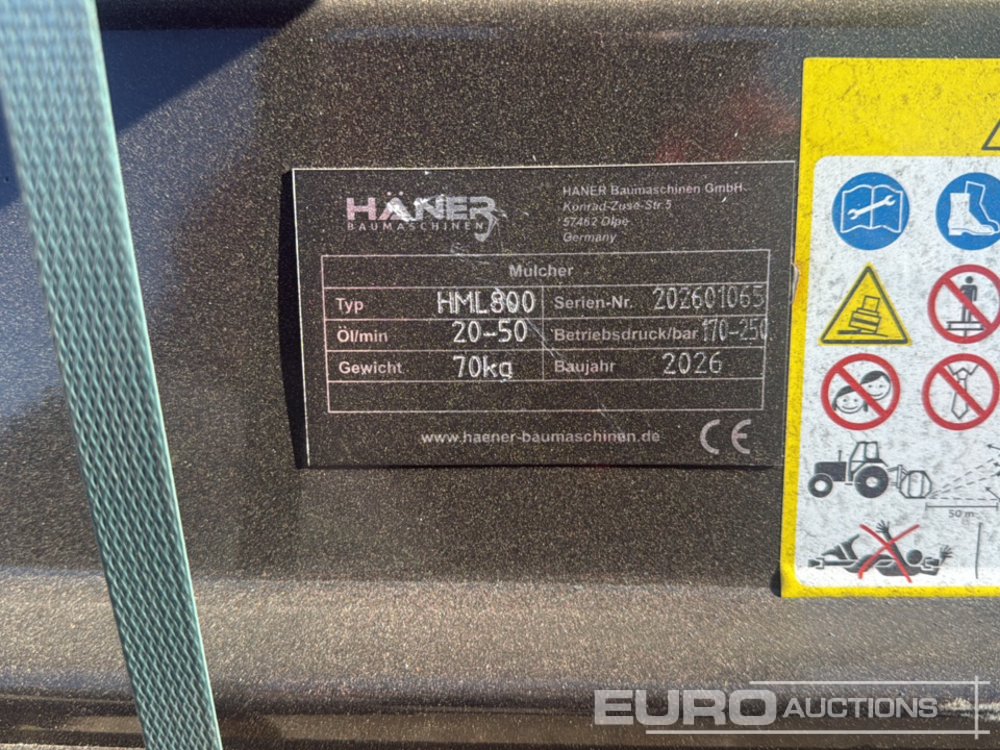 HÄNER
BAUMASCHINEN
HÄNER Baumaschinen GmbH
Konrad-Zuse-Str.5
57462 Olpe
Germany
Mulcher
Typ HML800 Serien-Nr. 202601065
Öl/min 20-50 Betriebsdruck/bar 170-250
Gewicht 70kg Baujahr 2026
www.haener-baumaschinen.de CE
50 m
EURO AUCTIONS